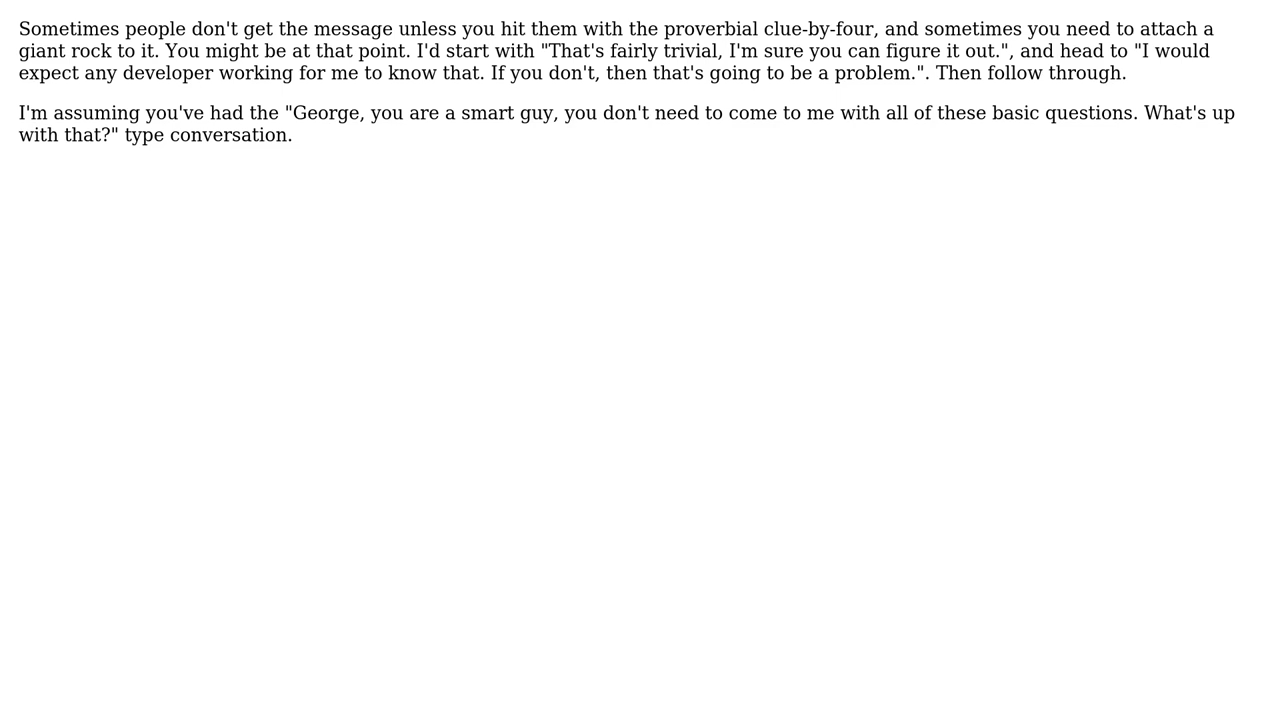 Sometimes people don't get the message unless you hit them with the proverbial clue-by-four, and sometimes you need to attach a
giant rock to it. You might be at that point. I'd start with "That's fairly trivial, I'm sure you can figure it out.", and head to "I would
expect any developer working for me to know that. If you don't, then that's going to be a problem.". Then follow through.
I'm assuming you've had the "George, you are a smart guy, you don't need to come to me with all of these basic questions. What's up
with that?" type conversation.